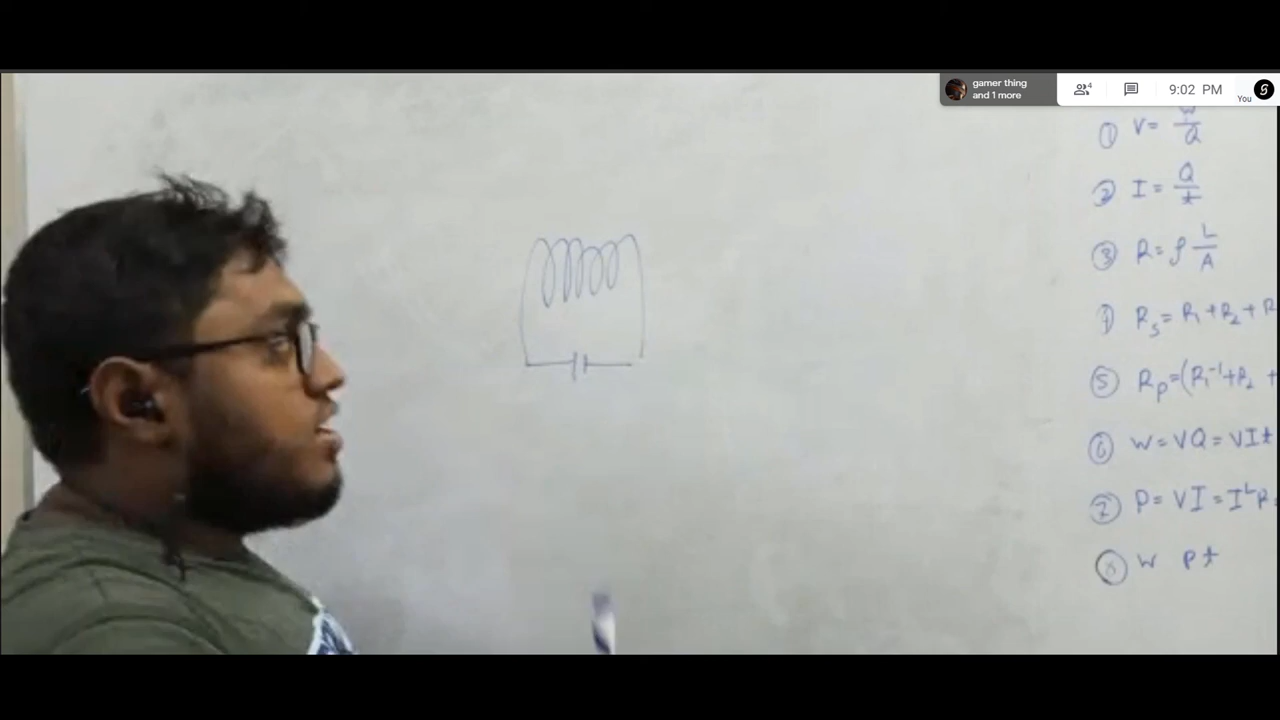 gamer thing
and 1 more
4
9:02 PM
You
① V = W/Q
② I = Q/t
③ R = ρ L/A
Rs = R1 + R2 + R
⑤ Rp = (R1⁻¹ + R2 +
⑥ W = VQ = VIt
⑦ P = VI = I²R
W Pt